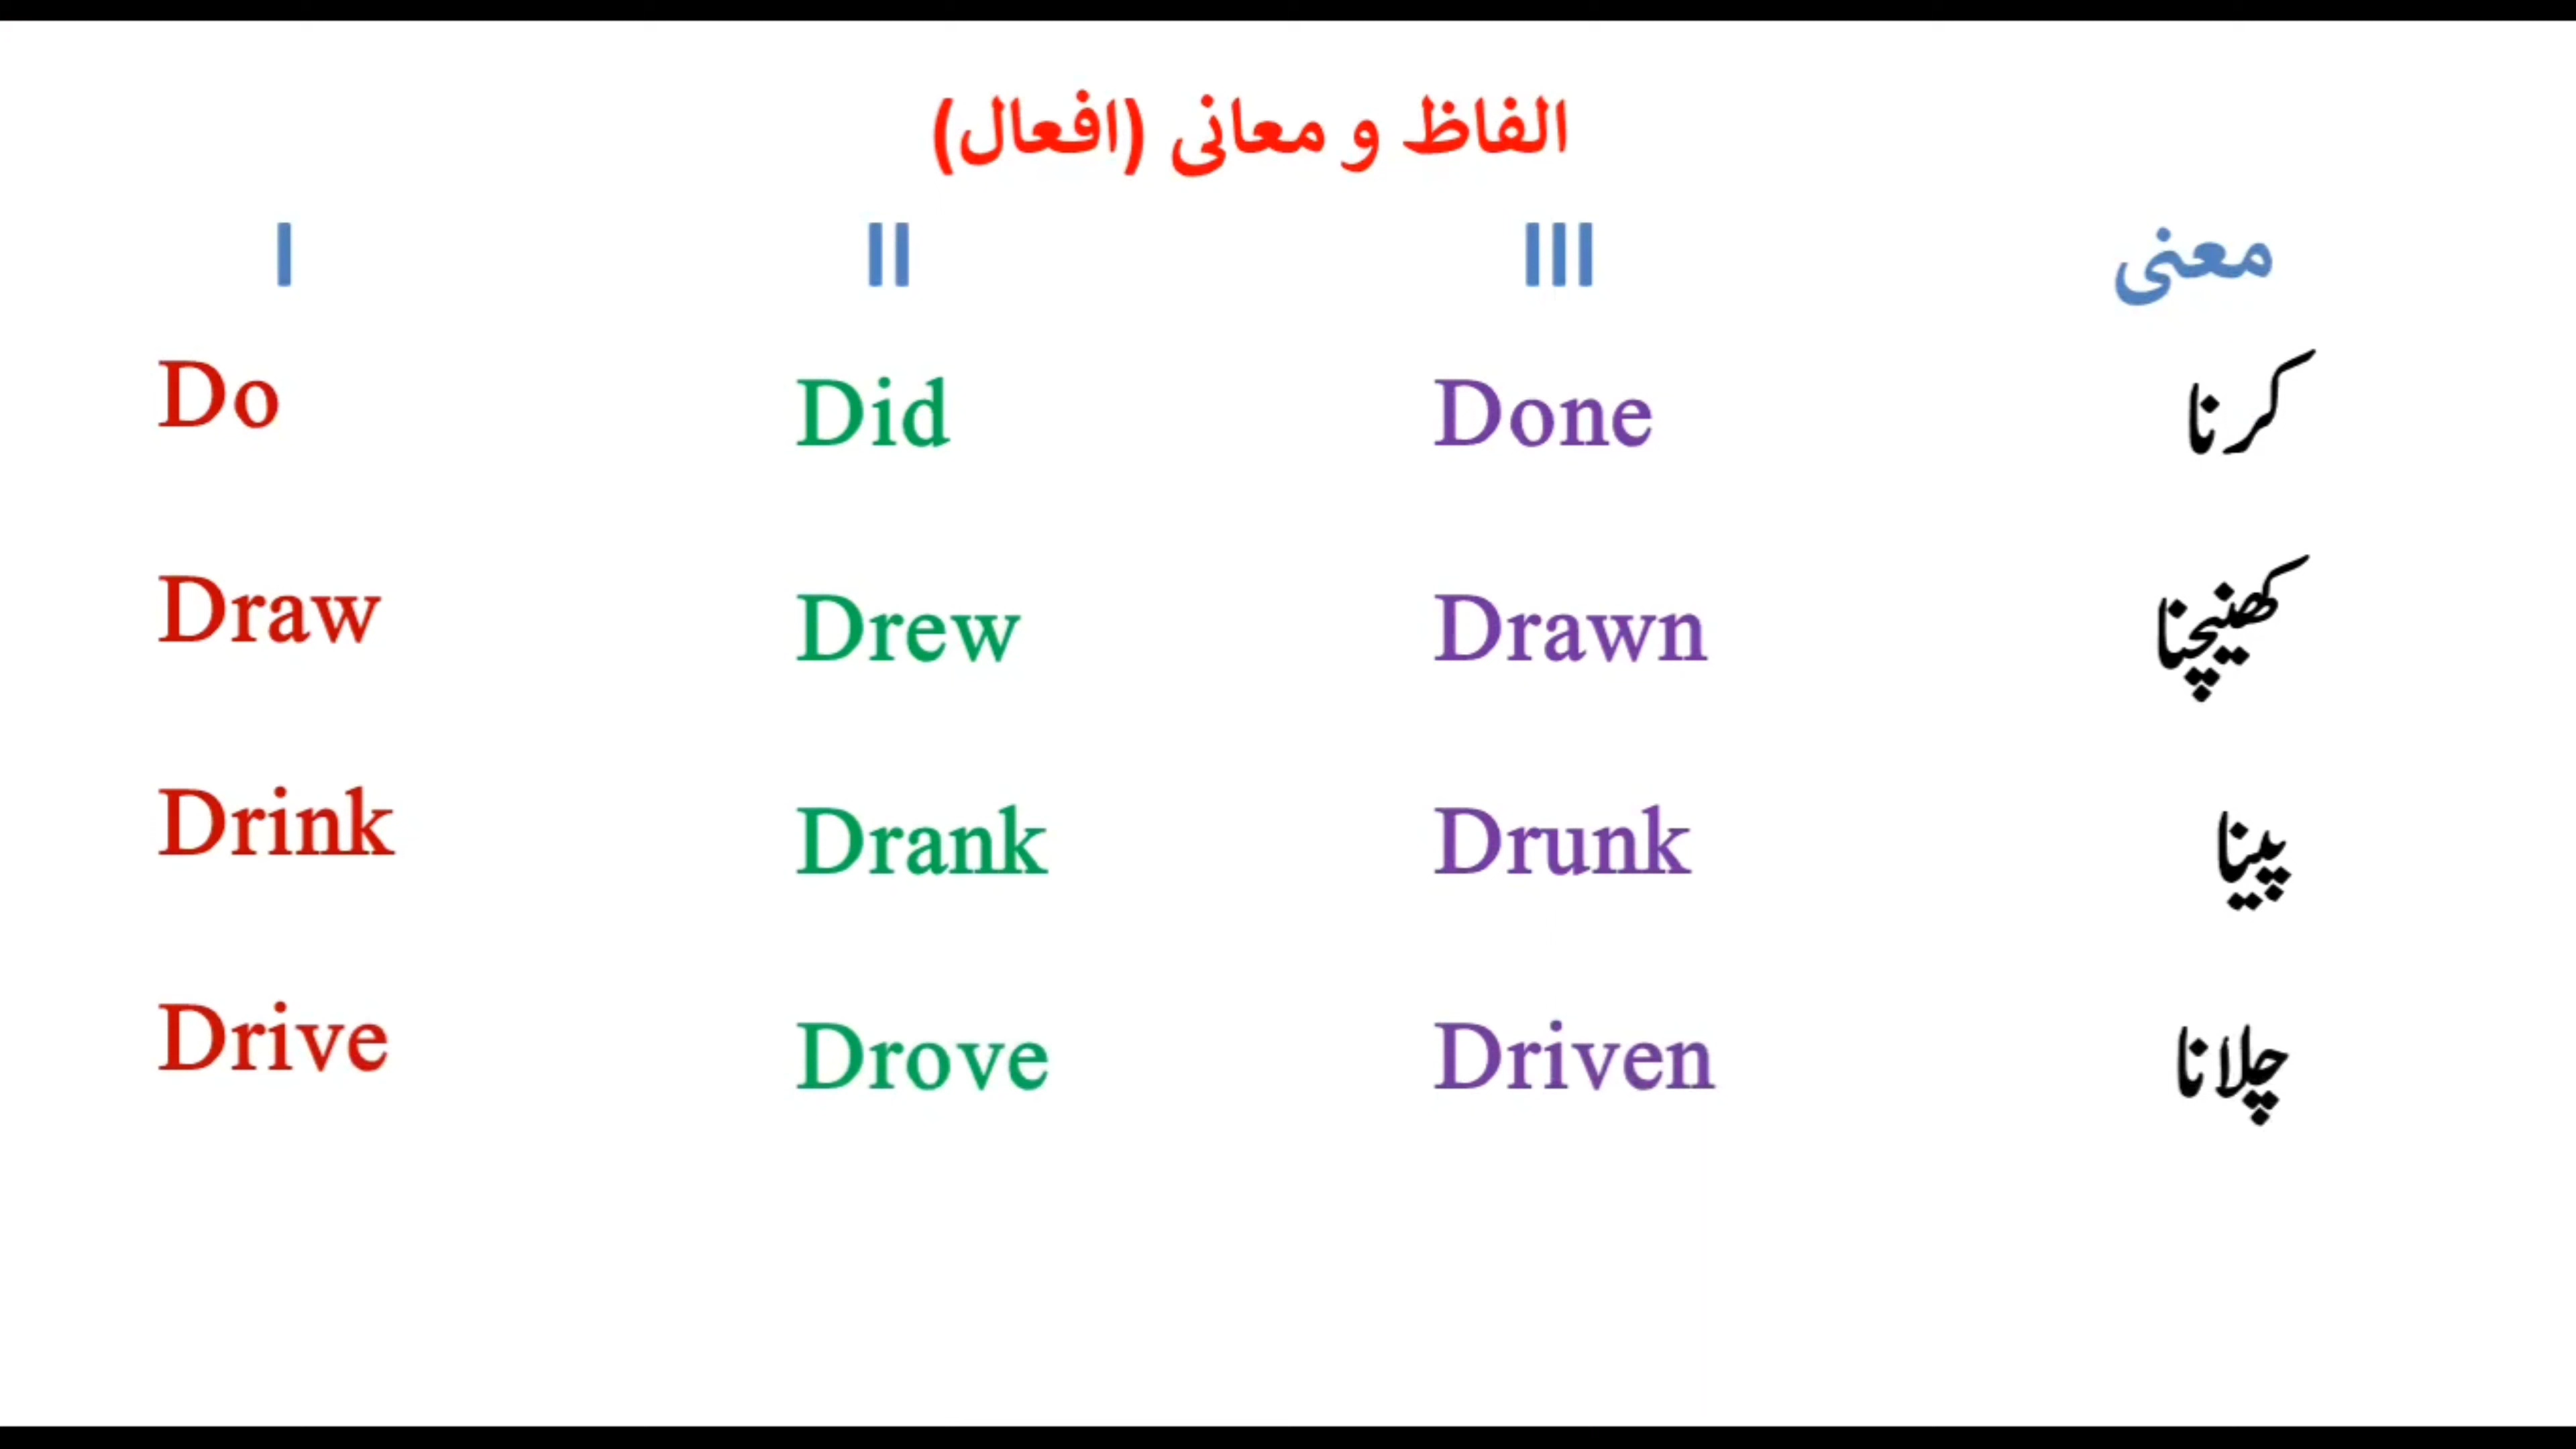 الفاظ و معانی (افعال)
I II III معنی
Do Did Done کرنا
Draw Drew Drawn کھنیچنا
Drink Drank Drunk پینا
Drive Drove Driven چلانا